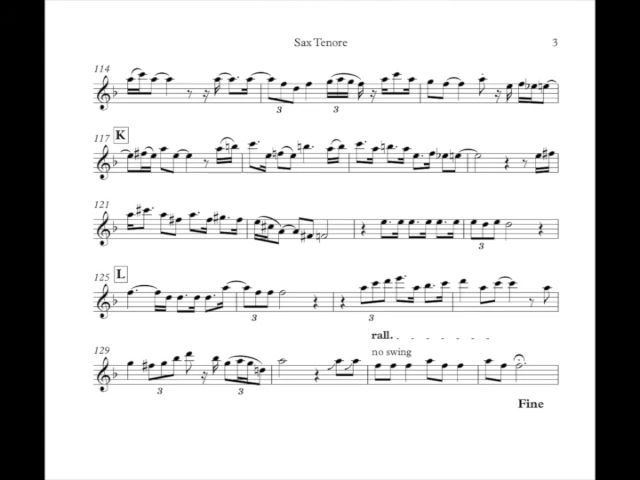 Sax Tenore 3
114
3 3
K
117
121
3
L
125
3 3
rall.
no swing
129
3 3
Fine